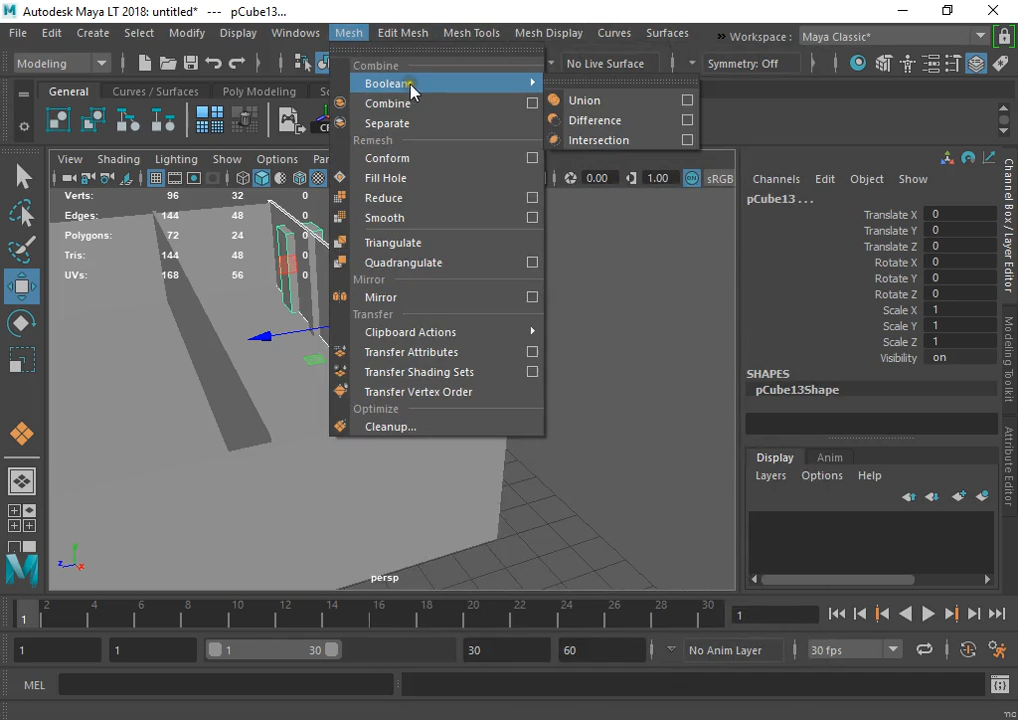 Autodesk Maya LT 2018: untitled*   ---   pCube13...
File Edit Create Select Modify Display Windows Mesh Edit Mesh Mesh Tools Mesh Display Curves Surfaces » Workspace: Maya Classic*
Modeling No Live Surface Symmetry: Off
General Curves / Surfaces Poly Modeling
View Shading Lighting Show Options
0.00 1.00 ON sRGB
Verts: 96 32 0
Edges: 144 48 0
Polygons: 72 24 0
Tris: 144 48 0
UVs: 168 56 0
persp
y
z
x
Combine
Booleans
Combine
Separate
Remesh
Conform
Fill Hole
Reduce
Smooth
Triangulate
Quadrangulate
Mirror
Mirror
Transfer
Clipboard Actions
Transfer Attributes
Transfer Shading Sets
Transfer Vertex Order
Optimize
Cleanup...
Union
Difference
Intersection
Channels Edit Object Show
pCube13 ...
Translate X 0
Translate Y 0
Translate Z 0
Rotate X 0
Rotate Y 0
Rotate Z 0
Scale X 1
Scale Y 1
Scale Z 1
Visibility on
SHAPES
pCube13Shape
Display Anim
Layers Options Help
Channel Box / Layer Editor
Modeling Toolkit
Attribute Editor
1 2 4 6 8 10 12 14 16 18 20 22 24 26 28 30 1
1 1 1 30 30 60 No Anim Layer 30 fps
MEL